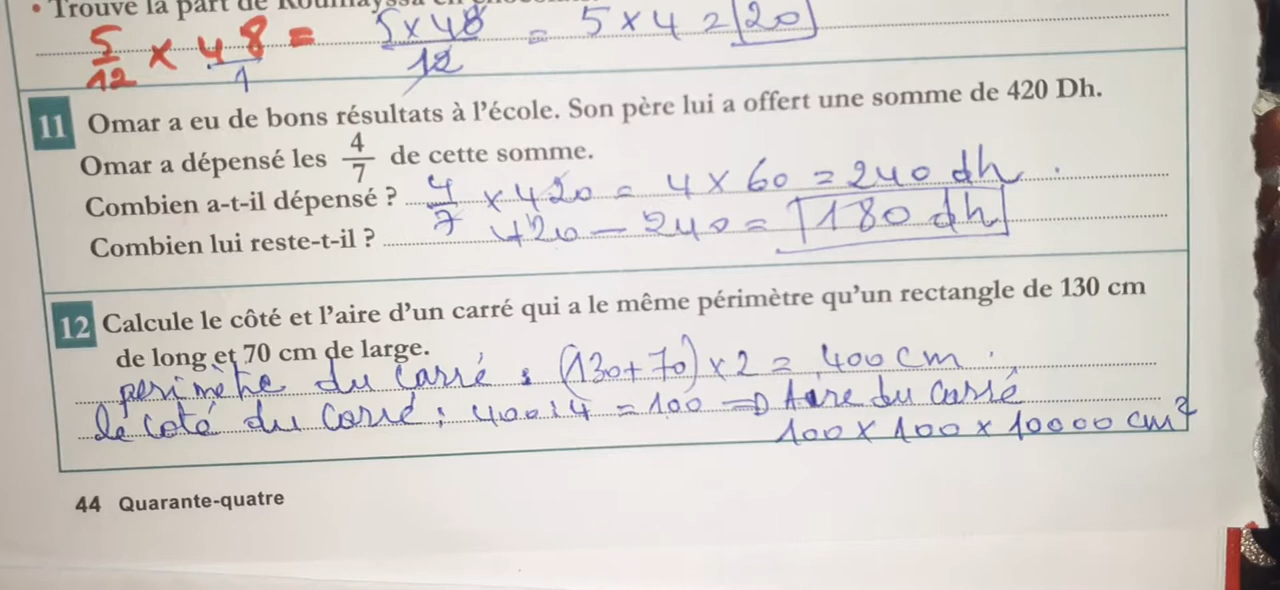 • Trouve la part de Roumayssa en
5/12 × 48/1 = 5 × 48/12 = 5 × 4 = 20
11 Omar a eu de bons résultats à l'école. Son père lui a offert une somme de 420 Dh.
Omar a dépensé les 4/7 de cette somme.
Combien a-t-il dépensé ? 4/7 × 420 = 4 × 60 = 240 dh
Combien lui reste-t-il ? 420 - 240 = 180 dh
12 Calcule le côté et l'aire d'un carré qui a le même périmètre qu'un rectangle de 130 cm
de long et 70 cm de large.
perimètre du carré : (130+70) × 2 = 400 cm.
le coté du carré : 400:4 = 100 => Aire du carré
100 × 100 × 10000 cm²
44 Quarante-quatre